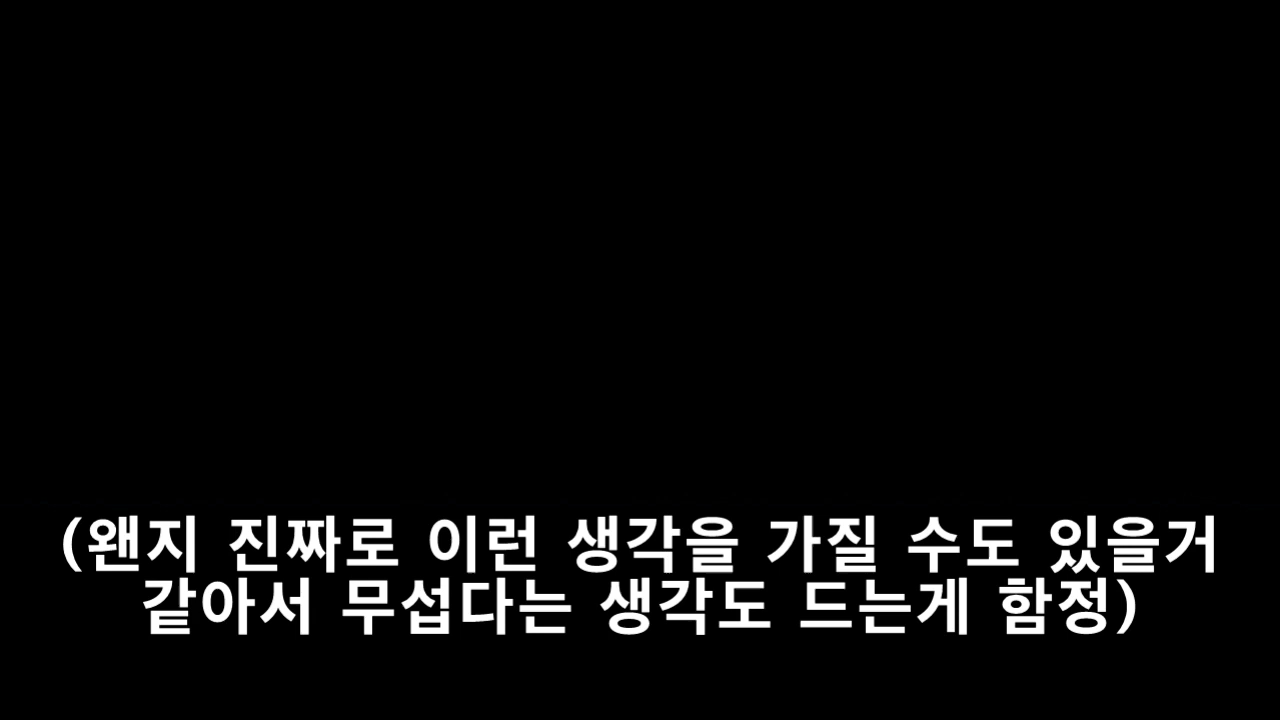 (왠지 진짜로 이런 생각을 가질 수도 있을거
같아서 무섭다는 생각도 드는게 함정)